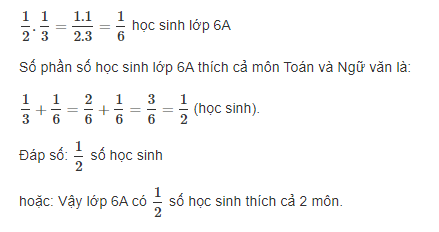 $\frac{1}{2} . \frac{1}{3} = \frac{1.1}{2.3} = \frac{1}{6}$ học sinh lớp 6A
Số phần số học sinh lớp 6A thích cả môn Toán và Ngữ văn là:
$\frac{1}{3} + \frac{1}{6} = \frac{2}{6} + \frac{1}{6} = \frac{3}{6} = \frac{1}{2}$ (học sinh).
Đáp số: $\frac{1}{2}$ số học sinh
hoặc: Vậy lớp 6A có $\frac{1}{2}$ số học sinh thích cả 2 môn.